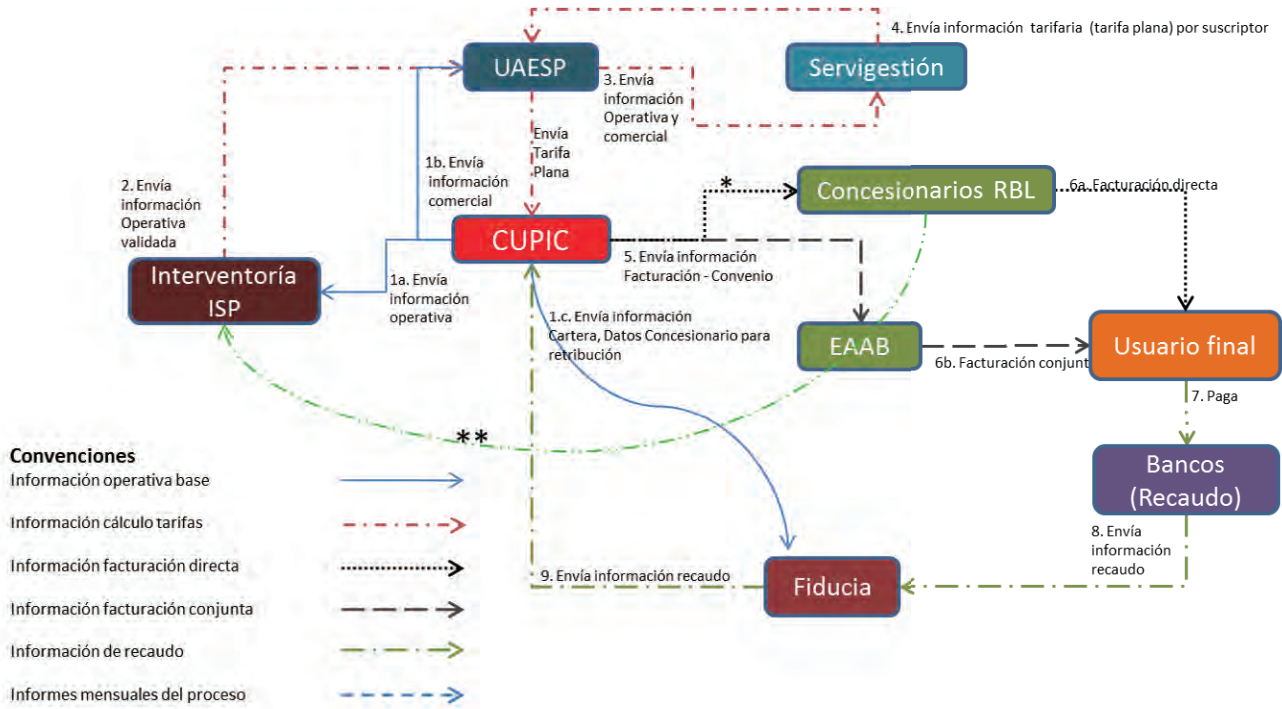 4. Envía información tarifaria (tarifa plana) por suscriptor
UAESP
Servigestión
3. Envía
información
Operativa y
comercial
Envía
Tarifa
Plana
1b. Envía
información
comercial
2. Envía
información
Operativa
validada
*
Concesionarios RBL
6a. Facturación directa
CUPIC
5. Envía información
Facturación - Convenio
Interventoría
ISP
1a. Envía
información
operativa
1.c. Envía información
Cartera, Datos Concesionario para
retribución
EAAB
6b. Facturación conjunt
Usuario final
7. Paga
**
Bancos
(Recaudo)
8. Envía
información
recaudo
9. Envía información recaudo
Fiducia
Convenciones
Información operativa base
Información cálculo tarifas
Información facturación directa
Información facturación conjunta
Información de recaudo
Informes mensuales del proceso